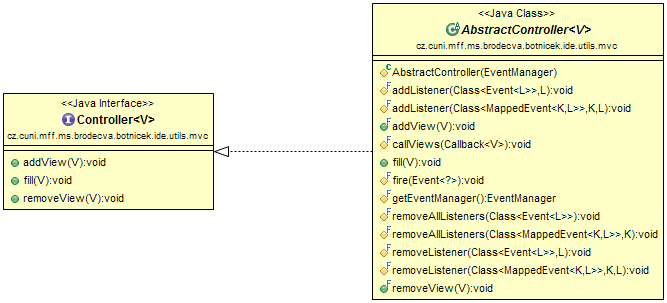 <<Java Interface>>
Controller<V>
cz.cuni.mff.ms.brodecva.botnicek.ide.utils.mvc
addView(V):void
fill(V):void
removeView(V):void
<<Java Class>>
AbstractController<V>
cz.cuni.mff.ms.brodecva.botnicek.ide.utils.mvc
AbstractController(EventManager)
addListener(Class<Event<L>>,L):void
addListener(Class<MappedEvent<K,L>>,K,L):void
addView(V):void
callViews(Callback<V>):void
fill(V):void
fire(Event<?>):void
getEventManager():EventManager
removeAllListeners(Class<Event<L>>):void
removeAllListeners(Class<MappedEvent<K,L>>,K):void
removeListener(Class<Event<L>>,L):void
removeListener(Class<MappedEvent<K,L>>,K,L):void
removeView(V):void